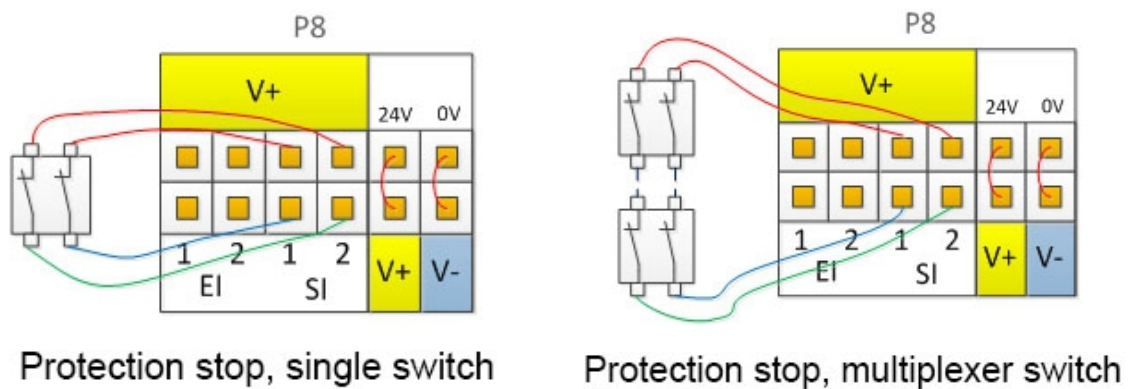 P8
V+
24V 0V
1 2 1 2
EI SI
V+ V-
Protection stop, single switch
P8
V+
24V 0V
1 2 1 2
EI SI
V+ V-
Protection stop, multiplexer switch